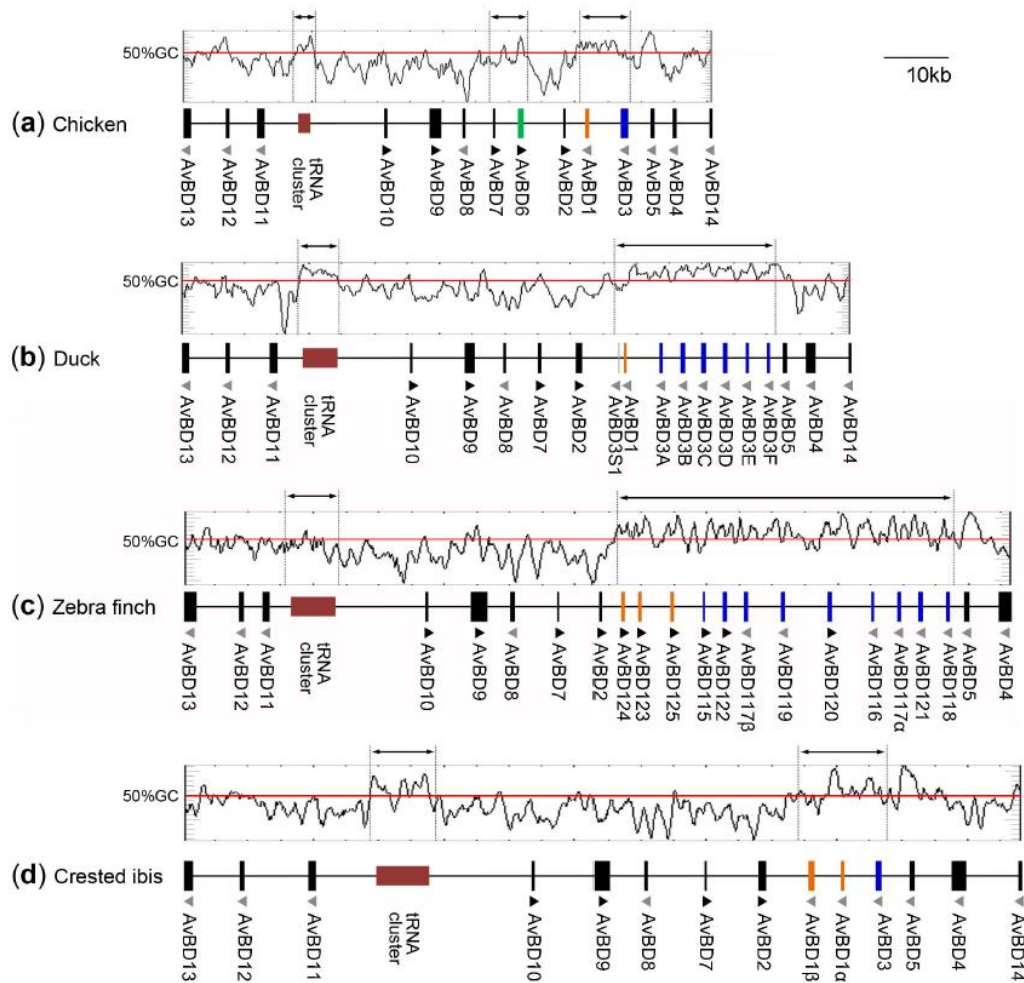 50%GC
10kb
(a) Chicken
AvBD13
AvBD12
AvBD11
tRNA
cluster
AvBD10
AvBD9
AvBD8
AvBD7
AvBD6
AvBD2
AvBD1
AvBD3
AvBD5
AvBD4
AvBD14
50%GC
(b) Duck
AvBD13
AvBD12
AvBD11
tRNA
cluster
AvBD10
AvBD9
AvBD8
AvBD7
AvBD2
AvBD3S1
AvBD1
AvBD3A
AvBD3B
AvBD3C
AvBD3D
AvBD3E
AvBD3F
AvBD5
AvBD4
AvBD14
50%GC
(c) Zebra finch
AvBD13
AvBD12
AvBD11
tRNA
cluster
AvBD10
AvBD9
AvBD8
AvBD7
AvBD2
AvBD124
AvBD123
AvBD125
AvBD115
AvBD122
AvBD117β
AvBD119
AvBD120
AvBD116
AvBD117α
AvBD121
AvBD118
AvBD5
AvBD4
50%GC
(d) Crested ibis
AvBD13
AvBD12
AvBD11
tRNA
cluster
AvBD10
AvBD9
AvBD8
AvBD7
AvBD2
AvBD1β
AvBD1α
AvBD3
AvBD5
AvBD4
AvBD14